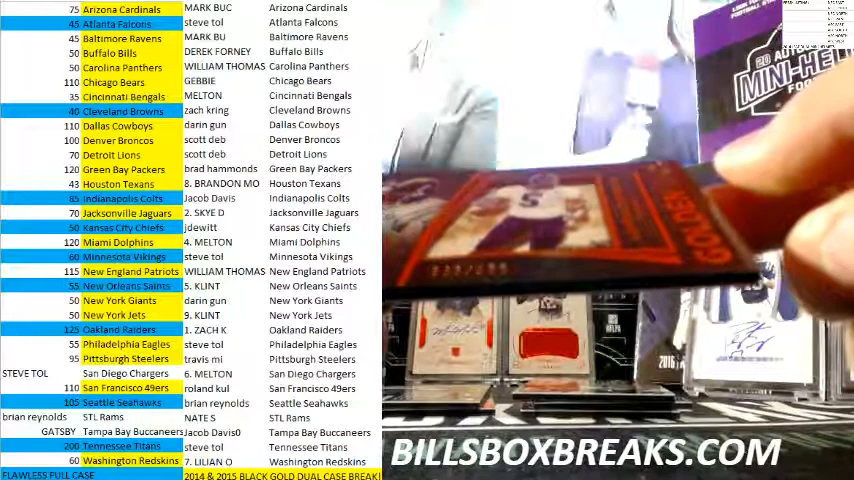 75 Arizona Cardinals MARK BUC Arizona Cardinals
45 Atlanta Falcons steve tol Atlanta Falcons
45 Baltimore Ravens MARK BU Baltimore Ravens
50 Buffalo Bills DEREK FORNEY Buffalo Bills
50 Carolina Panthers WILLIAM THOMAS Carolina Panthers
110 Chicago Bears GEBBIE Chicago Bears
35 Cincinnati Bengals MELTON Cincinnati Bengals
40 Cleveland Browns zach kring Cleveland Browns
110 Dallas Cowboys darin gun Dallas Cowboys
100 Denver Broncos scott deb Denver Broncos
70 Detroit Lions scott deb Detroit Lions
120 Green Bay Packers brad hammonds Green Bay Packers
43 Houston Texans 8. BRANDON MO Houston Texans
85 Indianapolis Colts Jacob Davis Indianapolis Colts
70 Jacksonville Jaguars 2. SKYE D Jacksonville Jaguars
50 Kansas City Chiefs jdewitt Kansas City Chiefs
120 Miami Dolphins 4. MELTON Miami Dolphins
60 Minnesota Vikings steve tol Minnesota Vikings
115 New England Patriots WILLIAM THOMAS New England Patriots
55 New Orleans Saints 5. KLINT New Orleans Saints
50 New York Giants darin gun New York Giants
50 New York Jets 9. KLINT New York Jets
125 Oakland Raiders 1. ZACH K Oakland Raiders
55 Philadelphia Eagles steve tol Philadelphia Eagles
95 Pittsburgh Steelers travis mi Pittsburgh Steelers
STEVE TOL San Diego Chargers 6. MELTON San Diego Chargers
110 San Francisco 49ers roland kul San Francisco 49ers
105 Seattle Seahawks brian reynolds Seattle Seahawks
brian reynolds STL Rams NATE S STL Rams
GATSBY Tampa Bay Buccaneers Jacob Davis0 Tampa Bay Buccaneers
200 Tennessee Titans steve tol Tennessee Titans
60 Washington Redskins 7. LILIAN O Washington Redskins
FLAWLESS FULL CASE 2014 & 2015 BLACK GOLD DUAL CASE BREAK!
20 AUTO
MINI-HEL
FOO
5
GOLDEN
2016
BILLSBOXBREAKS.COM